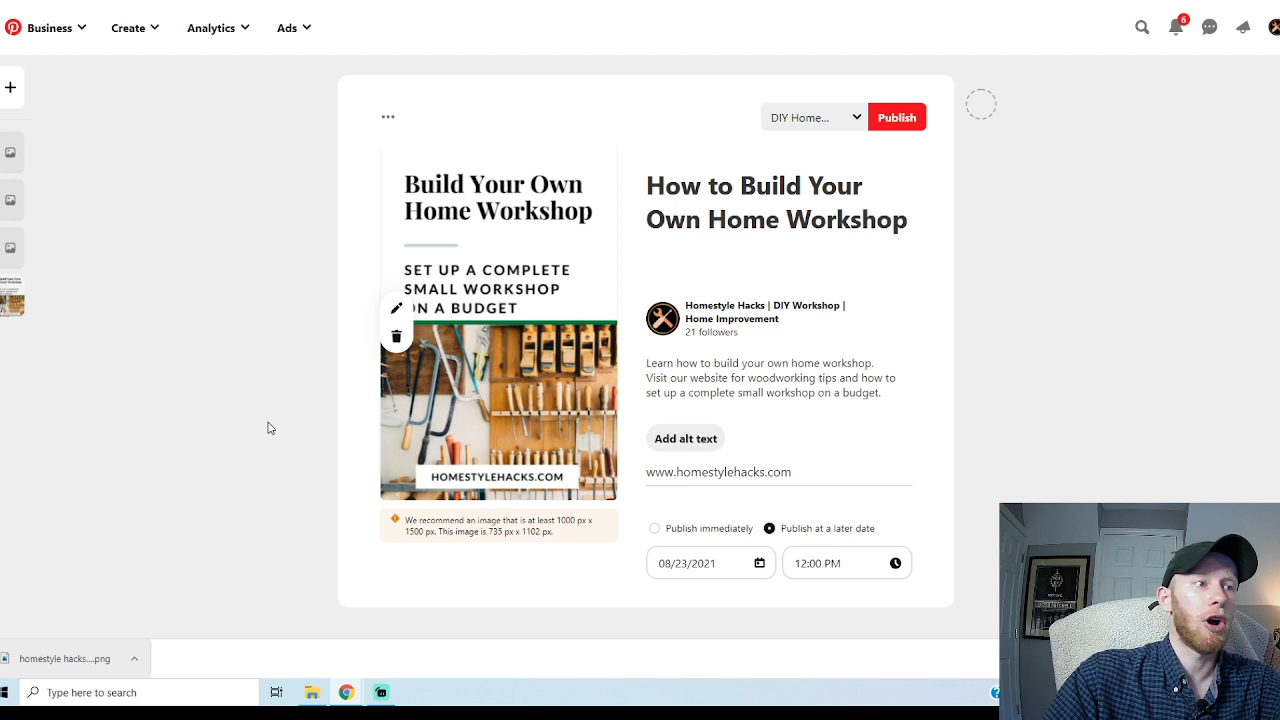 Business
Create
Analytics
Ads
6
DIY Home...
Publish
Build Your Own
Home Workshop
SET UP A COMPLETE
SMALL WORKSHOP
ON A BUDGET
HOMESTYLEHACKS.COM
We recommend an image that is at least 1000 px x
1500 px. This image is 735 px x 1102 px.
How to Build Your
Own Home Workshop
Homestyle Hacks | DIY Workshop |
Home Improvement
21 followers
Learn how to build your own home workshop.
Visit our website for woodworking tips and how to
set up a complete small workshop on a budget.
Add alt text
www.homestylehacks.com
Publish immediately
Publish at a later date
08/23/2021
12:00 PM
homestyle hacks....png
Type here to search